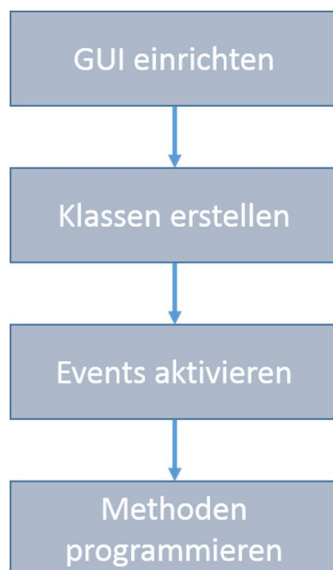 GUI einrichten
Klassen erstellen
Events aktivieren
Methoden
programmieren